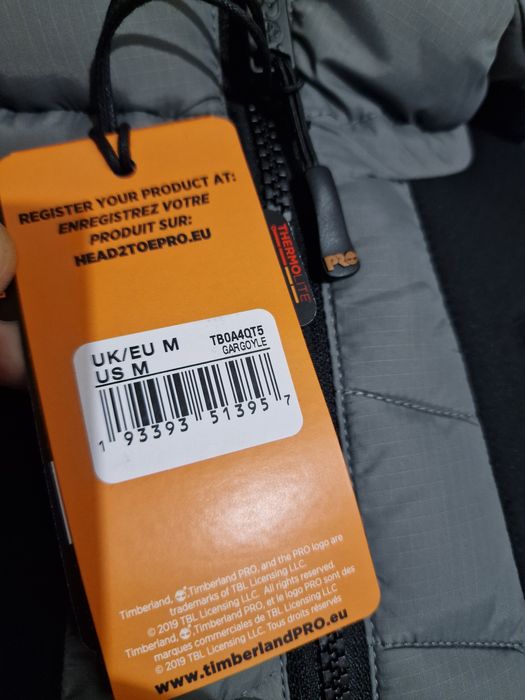 REGISTER YOUR PRODUCT AT:
ENREGISTREZ VOTRE
PRODUIT SUR:
HEAD2TOEPRO.EU
THERMOLITE
PRO
UK/EU M
US M
TB0A4QT5
GARGOYLE
1 93393 51395 7
Timberland, Timberland PRO, and the PRO logo are
trademarks of TBL Licensing LLC.
© 2019 TBL Licensing LLC. All rights reserved.
Timberland, Timberland PRO, et le logo PRO sont des
marques commerciales de TBL Licensing LLC.
© 2019 TBL Licensing LLC. Tous droits réservés
www.timberlandPRO.eu